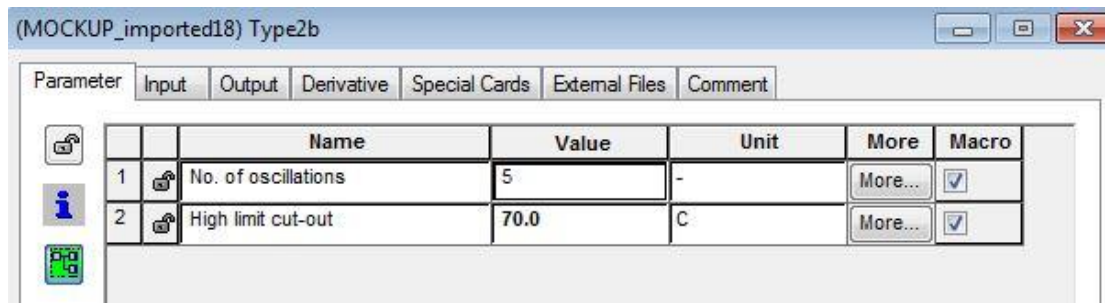 (MOCKUP_imported18) Type2b
Parameter Input Output Derivative Special Cards External Files Comment
Name Value Unit More Macro
1 No. of oscillations 5 - More...
2 High limit cut-out 70.0 C More...